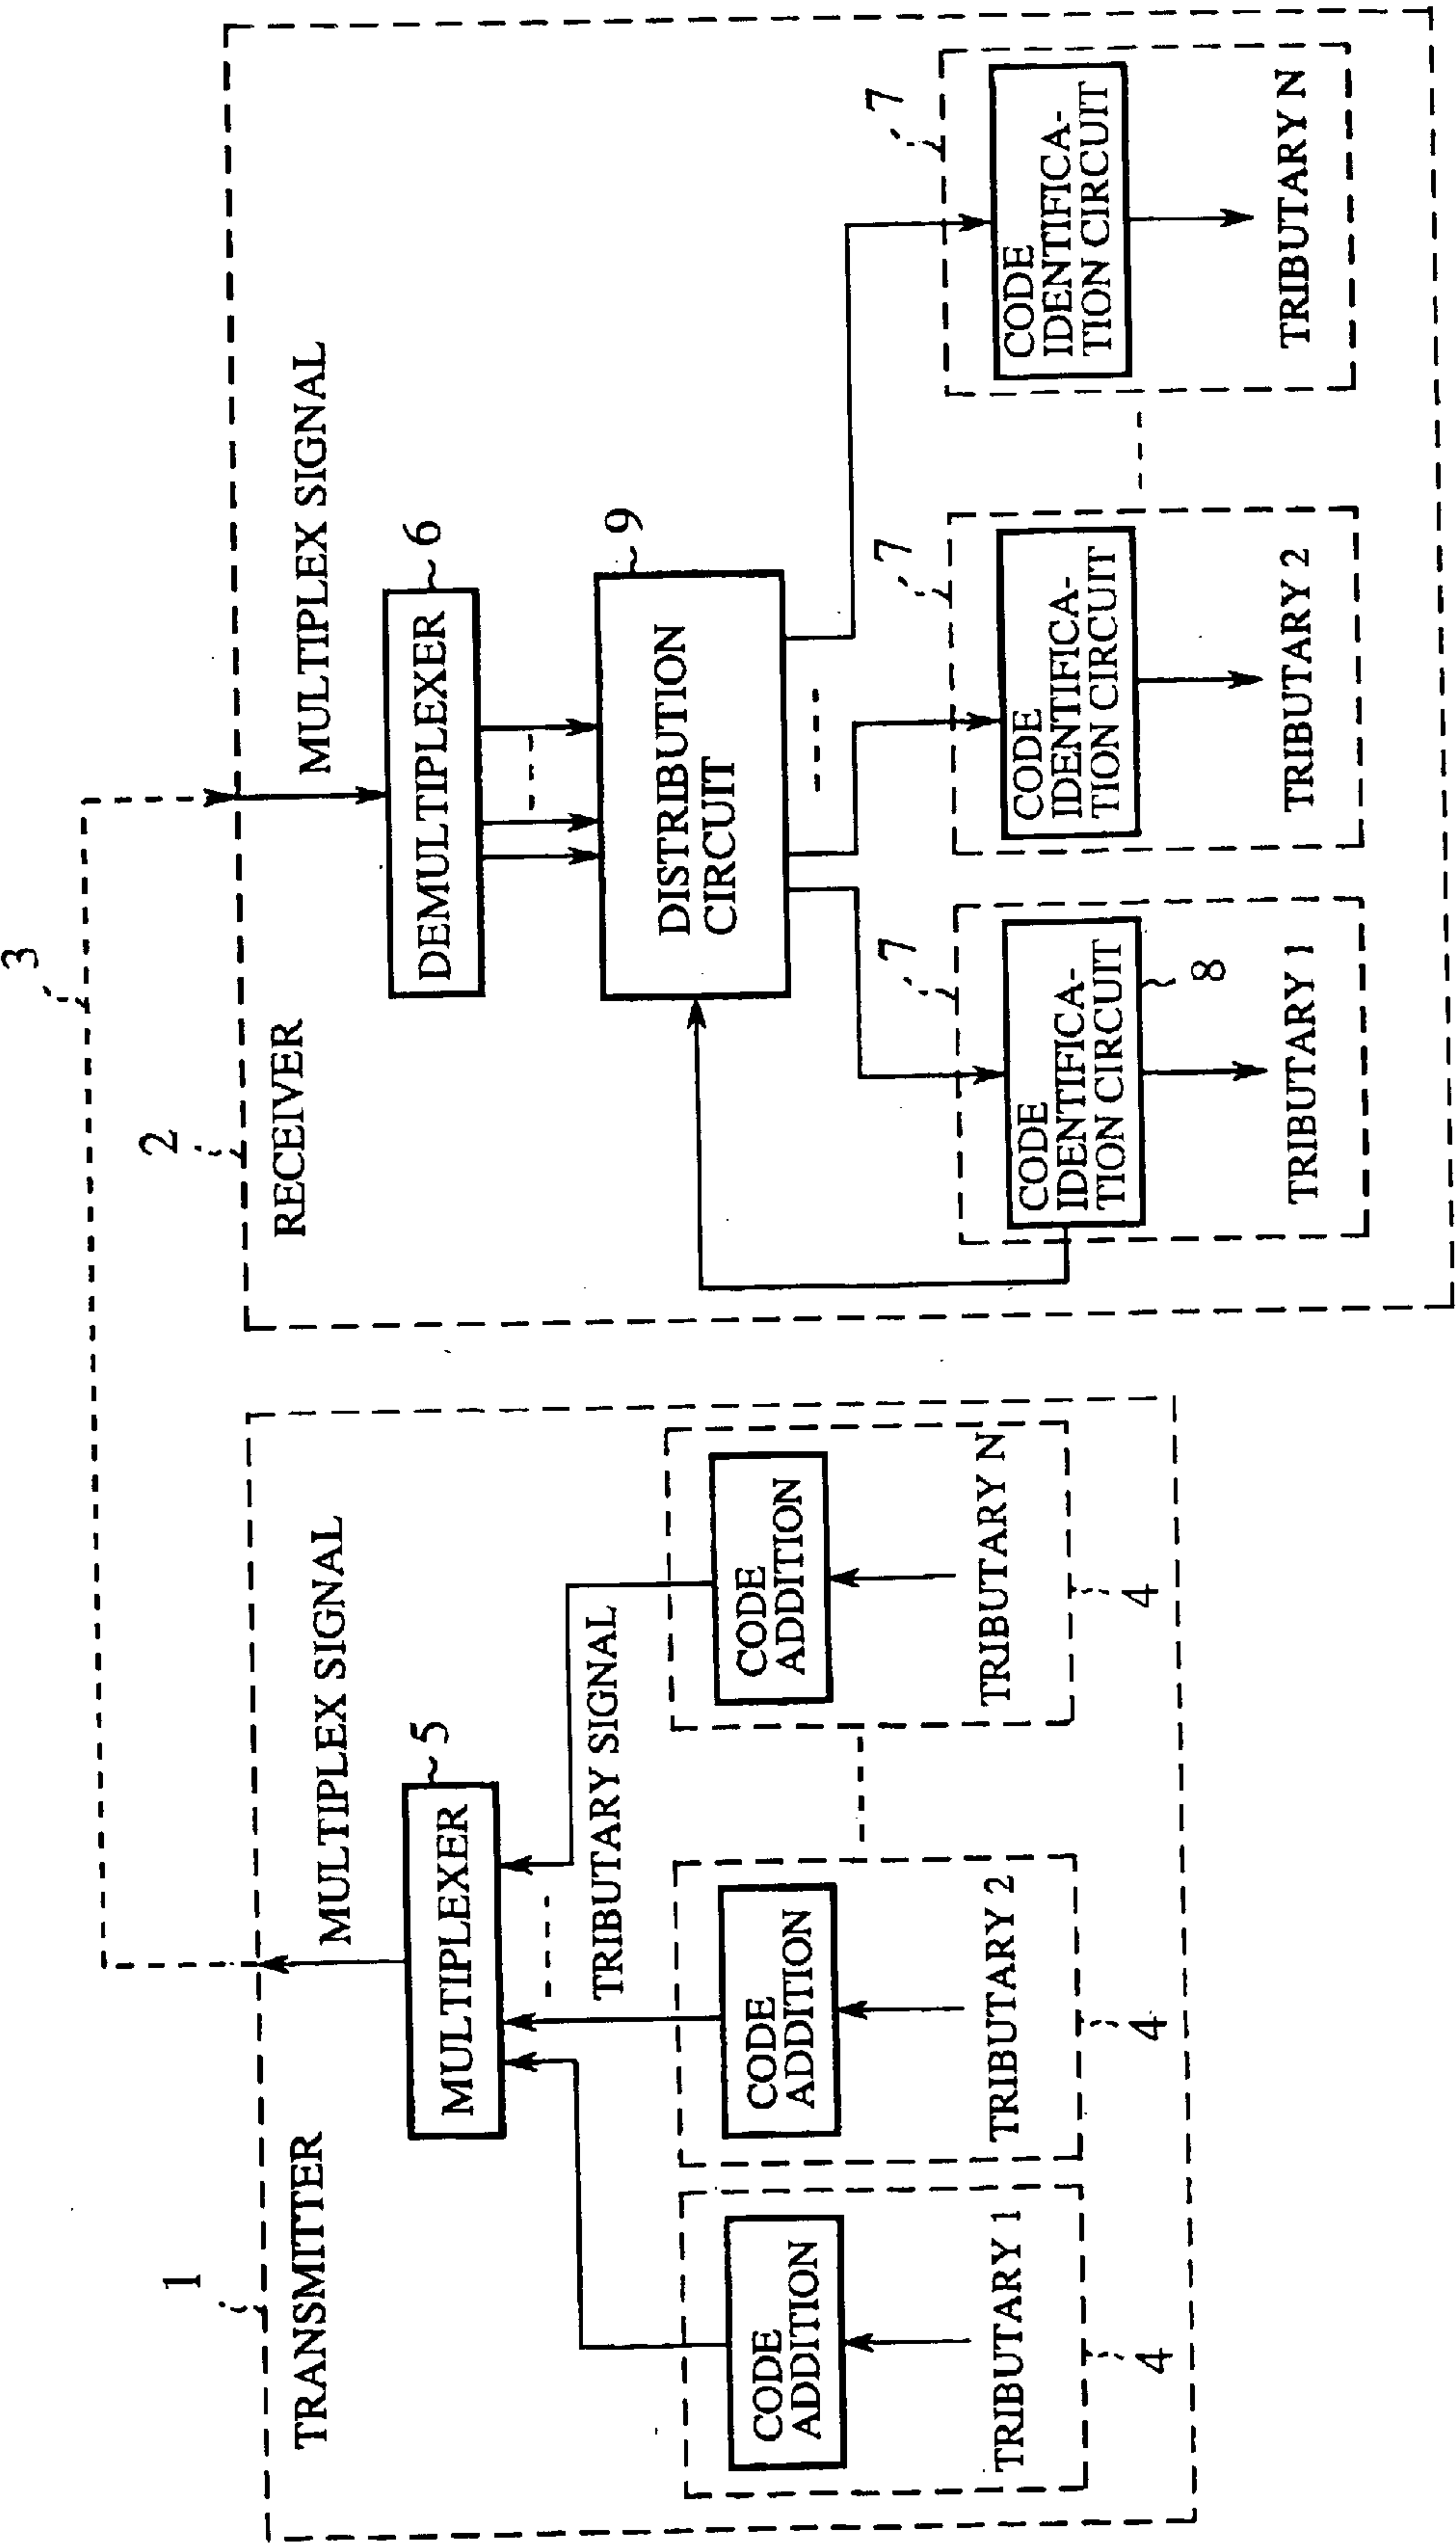 3
1
TRANSMITTER
MULTIPLEX SIGNAL
MULTIPLEXER
5
TRIBUTARY SIGNAL
CODE
ADDITION
CODE
ADDITION
CODE
ADDITION
TRIBUTARY 1
TRIBUTARY 2
TRIBUTARY N
4
4
4
2
RECEIVER
MULTIPLEX SIGNAL
DEMULTIPLEXER
6
DISTRIBUTION
CIRCUIT
9
7
7
7
CODE
IDENTIFICA-
TION CIRCUIT
CODE
IDENTIFICA-
TION CIRCUIT
CODE
IDENTIFICA-
TION CIRCUIT
8
TRIBUTARY 1
TRIBUTARY 2
TRIBUTARY N